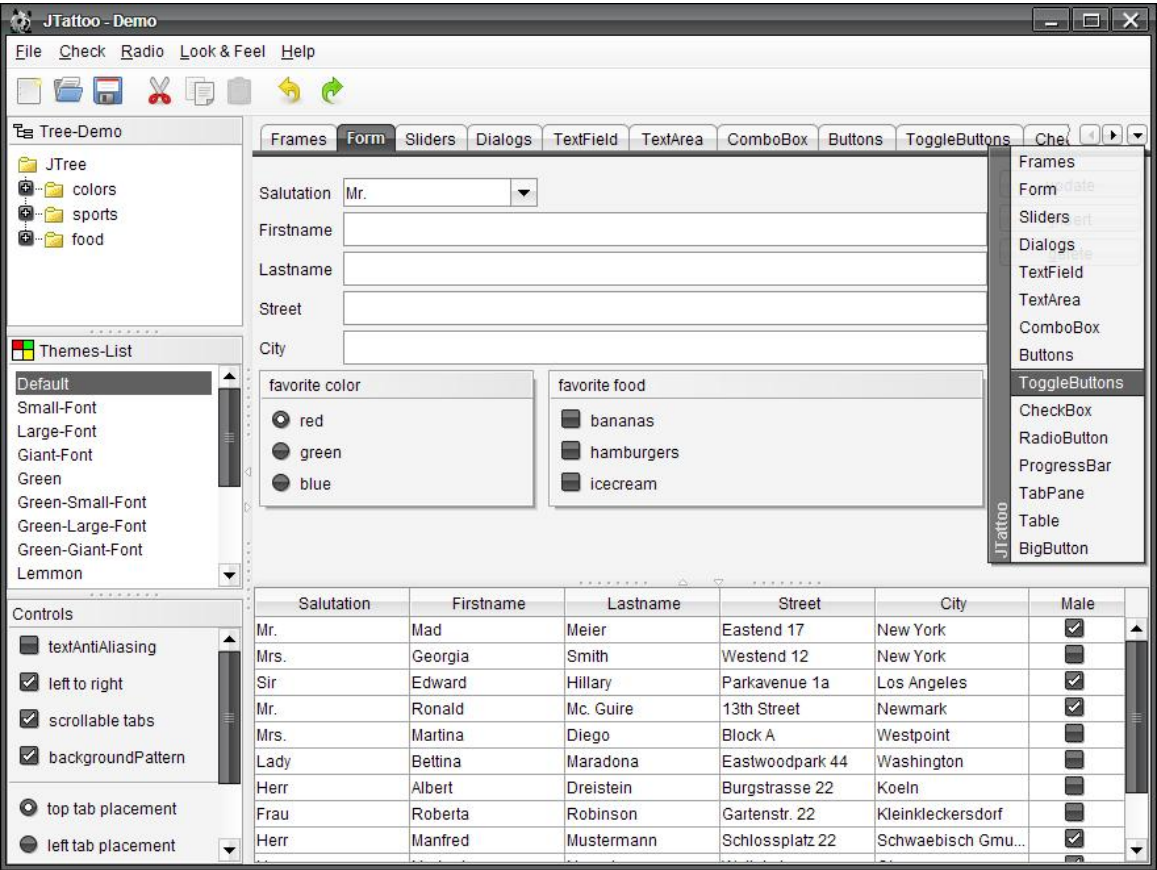 JTattoo - Demo
File Check Radio Look & Feel Help
Tree-Demo
JTree
colors
sports
food
Themes-List
Default
Small-Font
Large-Font
Giant-Font
Green
Green-Small-Font
Green-Large-Font
Green-Giant-Font
Lemmon
Controls
textAntiAliasing
left to right
scrollable tabs
backgroundPattern
top tab placement
left tab placement
Frames Form Sliders Dialogs TextField TextArea ComboBox Buttons ToggleButtons
Salutation Mr.
Firstname
Lastname
Street
City
favorite color
red
green
blue
favorite food
bananas
hamburgers
icecream
JTattoo
Frames
Form
Sliders
Dialogs
TextField
TextArea
ComboBox
Buttons
ToggleButtons
CheckBox
RadioButton
ProgressBar
TabPane
Table
BigButton
Salutation Firstname Lastname Street City Male
Mr. Mad Meier Eastend 17 New York
Mrs. Georgia Smith Westend 12 New York
Sir Edward Hillary Parkavenue 1a Los Angeles
Mr. Ronald Mc. Guire 13th Street Newmark
Mrs. Martina Diego Block A Westpoint
Lady Bettina Maradona Eastwoodpark 44 Washington
Herr Albert Dreistein Burgstrasse 22 Koeln
Frau Roberta Robinson Gartenstr. 22 Kleinkleckersdorf
Herr Manfred Mustermann Schlossplatz 22 Schwaebisch Gmu...